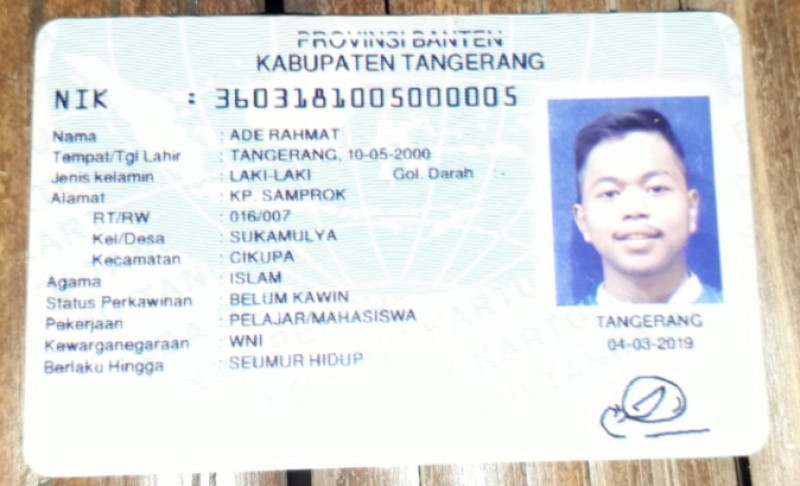 PROVINSI BANTEN
KABUPATEN TANGERANG
NIK : 3603181005000005
Nama : ADE RAHMAT
Tempat/Tgl Lahir : TANGERANG, 10-05-2000
Jenis kelamin : LAKI-LAKI Gol. Darah : -
Alamat : KP. SAMPROK
RT/RW : 016/007
Kel/Desa : SUKAMULYA
Kecamatan : CIKUPA
Agama : ISLAM
Status Perkawinan : BELUM KAWIN
Pekerjaan : PELAJAR/MAHASISWA
Kewarganegaraan : WNI
Berlaku Hingga : SEUMUR HIDUP
TANGERANG
04-03-2019